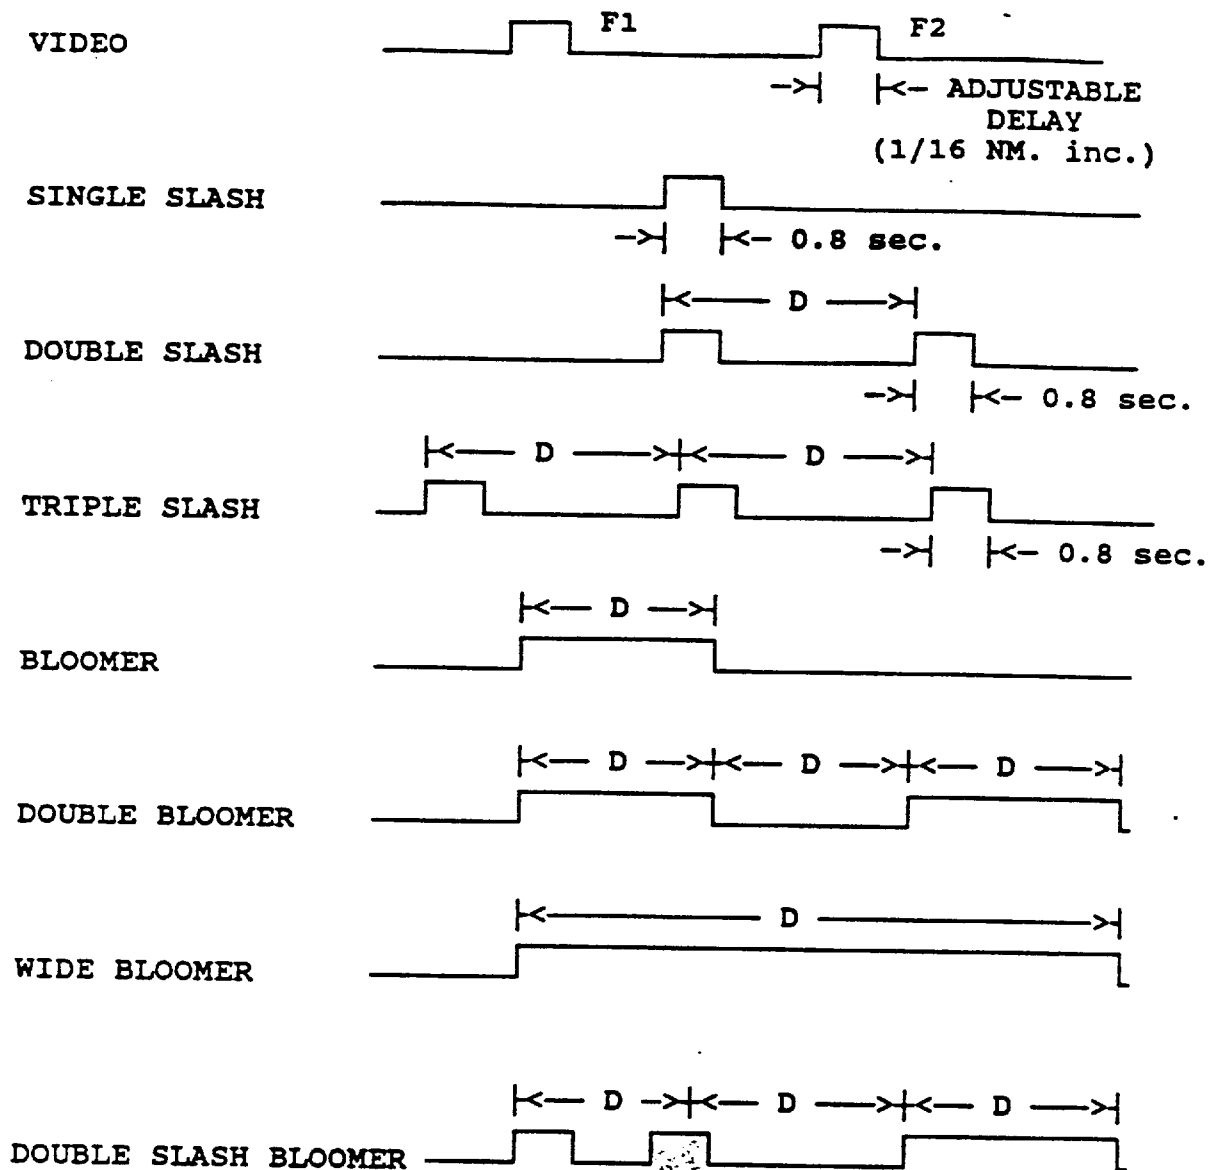 VIDEO F1 F2
->| |<- ADJUSTABLE
DELAY
(1/16 NM. inc.)
SINGLE SLASH
->| |<- 0.8 sec.
|<— D —>|
DOUBLE SLASH
->| |<- 0.8 sec.
|<— D —>|<— D —>|
TRIPLE SLASH
->| |<- 0.8 sec.
|<— D —>|
BLOOMER
|<— D —>|<— D —>|<— D —>|
DOUBLE BLOOMER
|<— D —>|
WIDE BLOOMER
|<— D —>|<— D —>|<— D —>|
DOUBLE SLASH BLOOMER